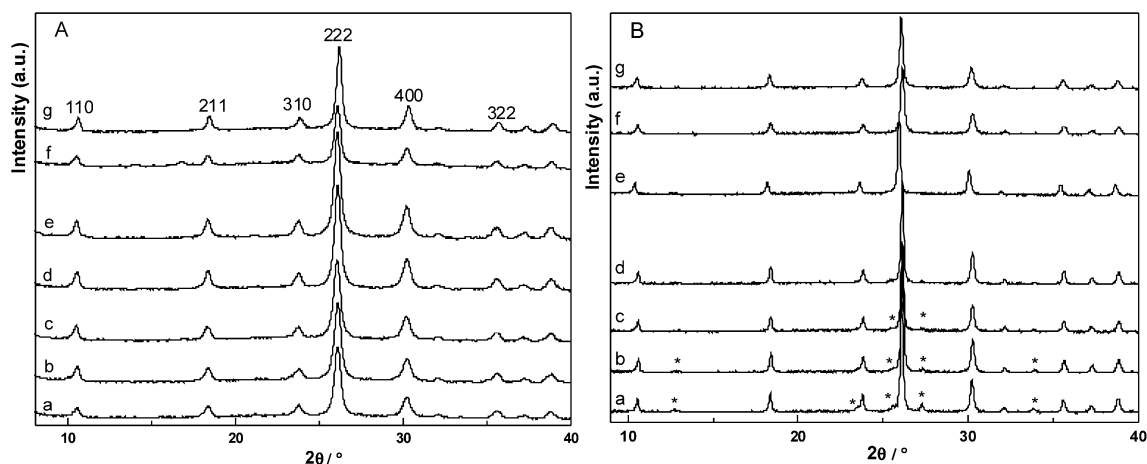 A
Intensity (a.u.)
110
211
310
222
400
322
g
f
e
d
c
b
a
10
20
30
40
2θ / °
B
Intensity (a.u.)
g
f
e
d
c * *
b * * * *
a * * * * *
10
20
30
40
2θ / °